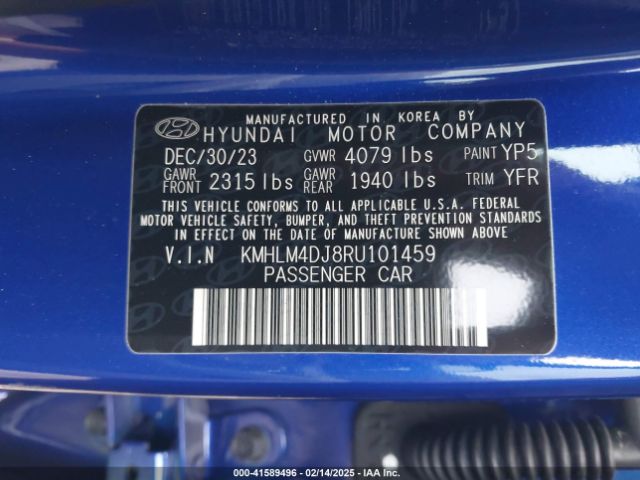 MANUFACTURED IN KOREA BY
HYUNDAI MOTOR COMPANY
DEC/30/23 GVWR 4079 lbs PAINT YP5
GAWR FRONT 2315 lbs GAWR REAR 1940 lbs TRIM YFR
THIS VEHICLE CONFORMS TO ALL APPLICABLE U.S.A. FEDERAL
MOTOR VEHICLE SAFETY, BUMPER, AND THEFT PREVENTION STANDARDS
IN EFFECT ON THE DATE OF MANUFACTURE SHOWN ABOVE
V.I.N KMHLM4DJ8RU101459
PASSENGER CAR
000-41589496 - 02/14/2025 - IAA Inc.